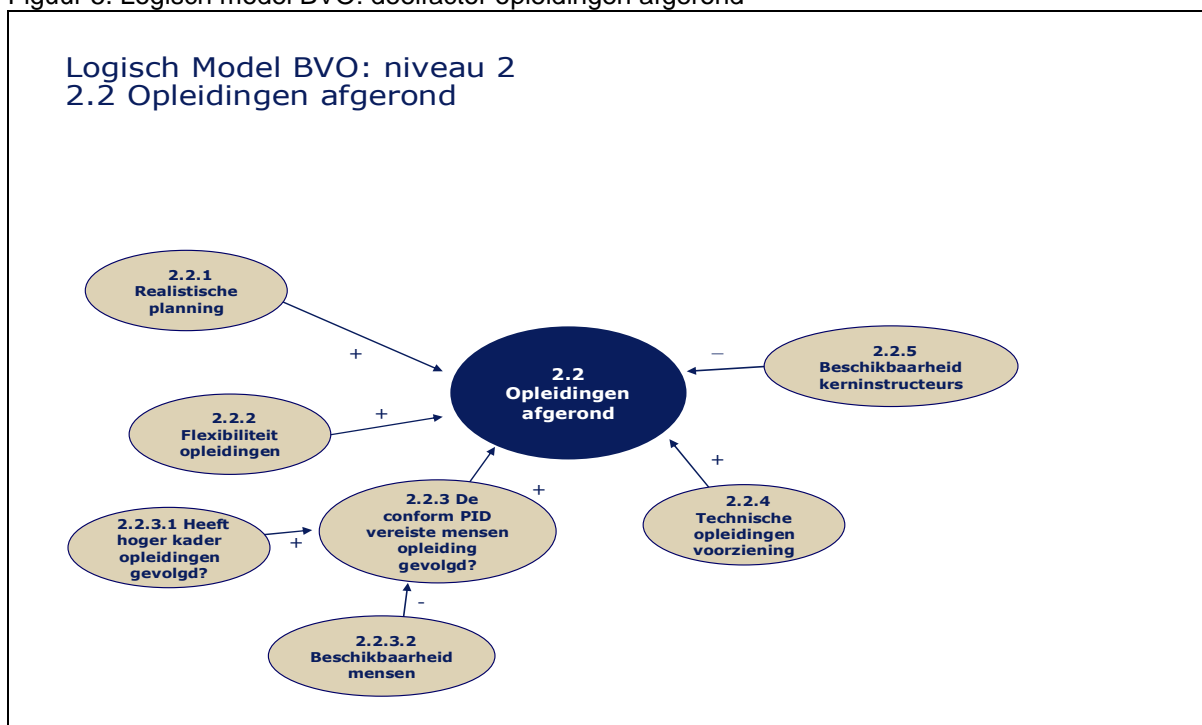 Logisch Model BVO: niveau 2
2.2 Opleidingen afgerond
2.2.1
Realistische
planning
+
2.2
Opleidingen
afgerond
–
2.2.5
Beschikbaarheid
kerninstructeurs
2.2.2
Flexibiliteit
opleidingen
+
+
2.2.3 De
conform PID
vereiste mensen
opleiding
gevolgd?
+
2.2.4
Technische
opleidingen
voorziening
2.2.3.1 Heeft
hoger kader
opleidingen
gevolgd?
+
-
2.2.3.2
Beschikbaarheid
mensen